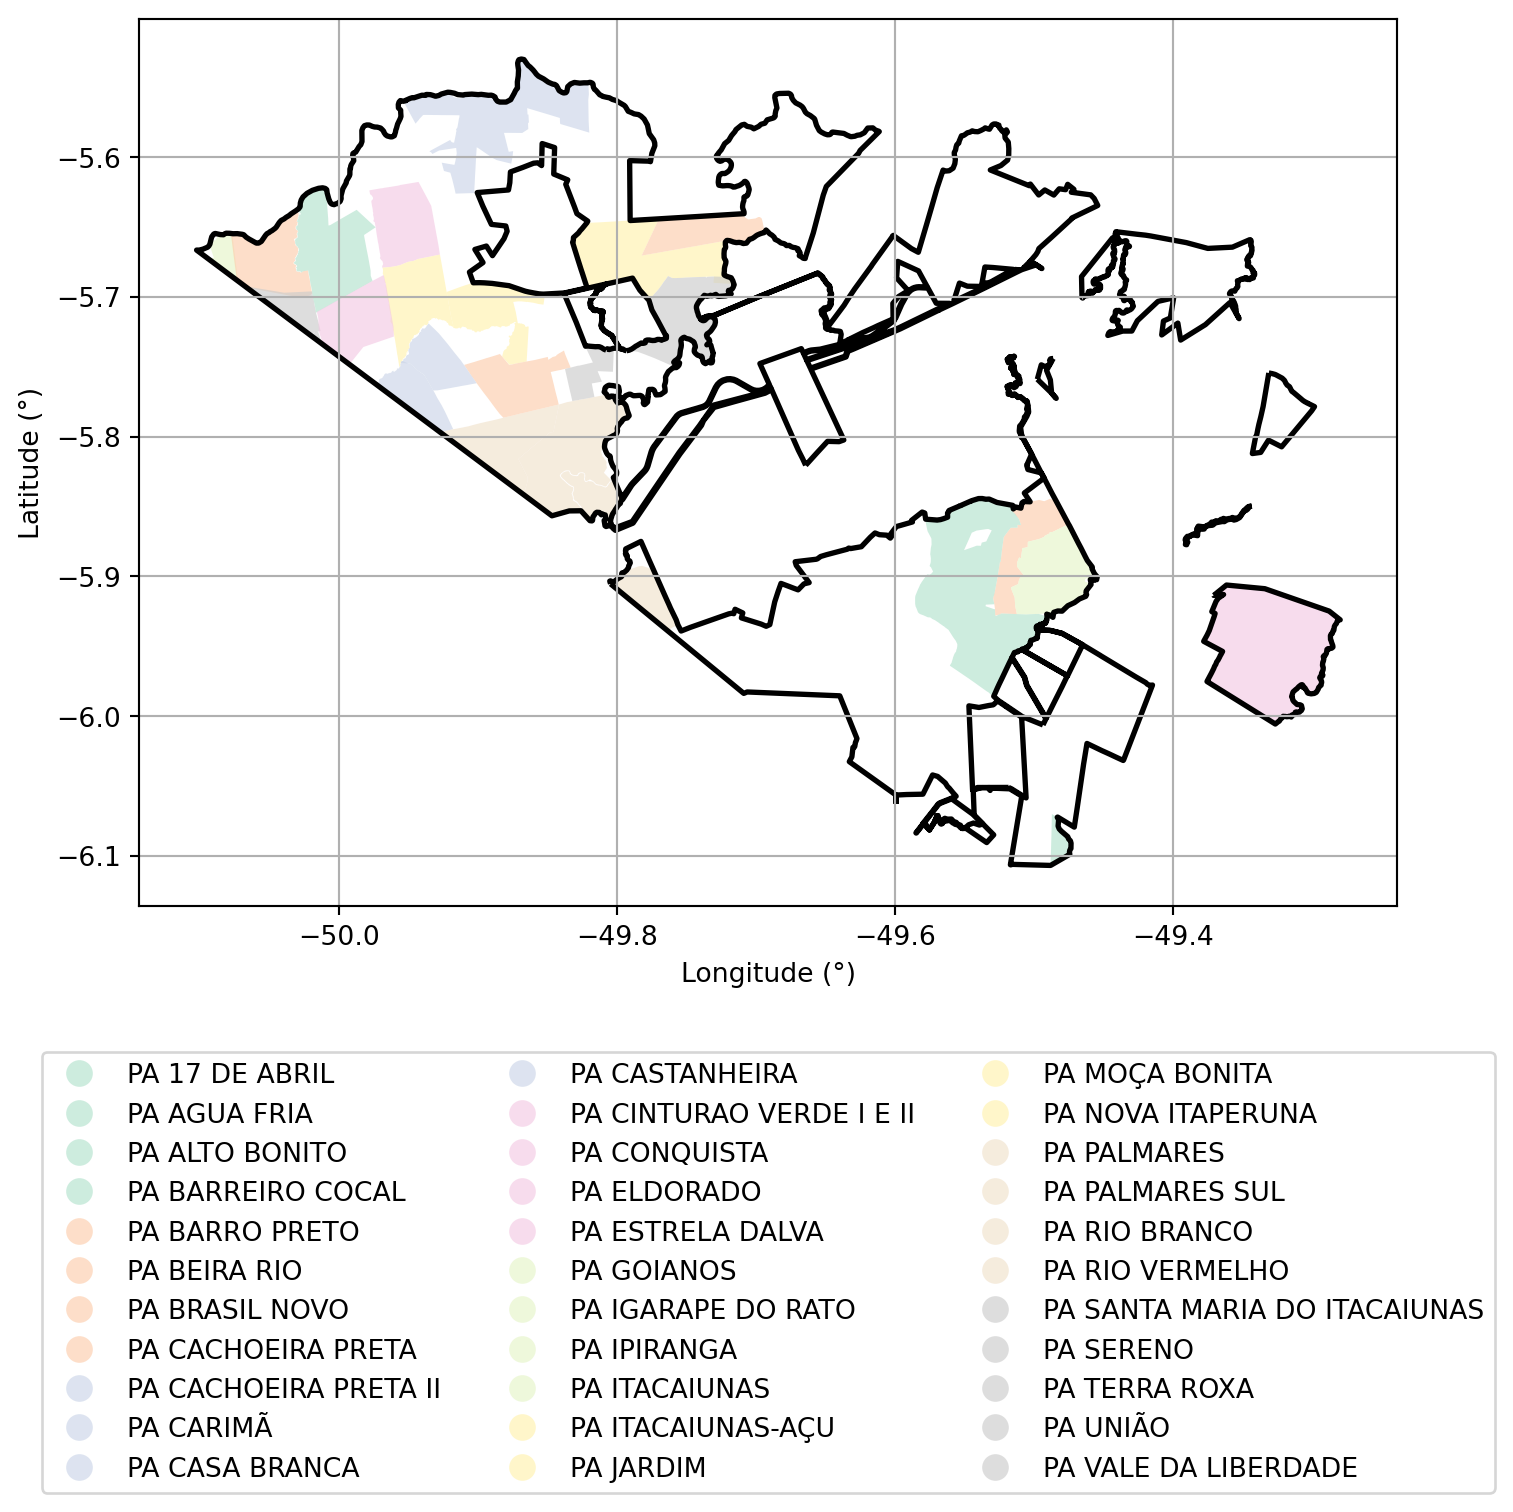 −5.6
−5.7
−5.8
−5.9
−6.0
−6.1
Latitude (°)
−50.0
−49.8
−49.6
−49.4
Longitude (°)
PA 17 DE ABRIL
PA AGUA FRIA
PA ALTO BONITO
PA BARREIRO COCAL
PA BARRO PRETO
PA BEIRA RIO
PA BRASIL NOVO
PA CACHOEIRA PRETA
PA CACHOEIRA PRETA II
PA CARIMÃ
PA CASA BRANCA
PA CASTANHEIRA
PA CINTURAO VERDE I E II
PA CONQUISTA
PA ELDORADO
PA ESTRELA DALVA
PA GOIANOS
PA IGARAPE DO RATO
PA IPIRANGA
PA ITACAIUNAS
PA ITACAIUNAS-AÇU
PA JARDIM
PA MOÇA BONITA
PA NOVA ITAPERUNA
PA PALMARES
PA PALMARES SUL
PA RIO BRANCO
PA RIO VERMELHO
PA SANTA MARIA DO ITACAIUNAS
PA SERENO
PA TERRA ROXA
PA UNIÃO
PA VALE DA LIBERDADE